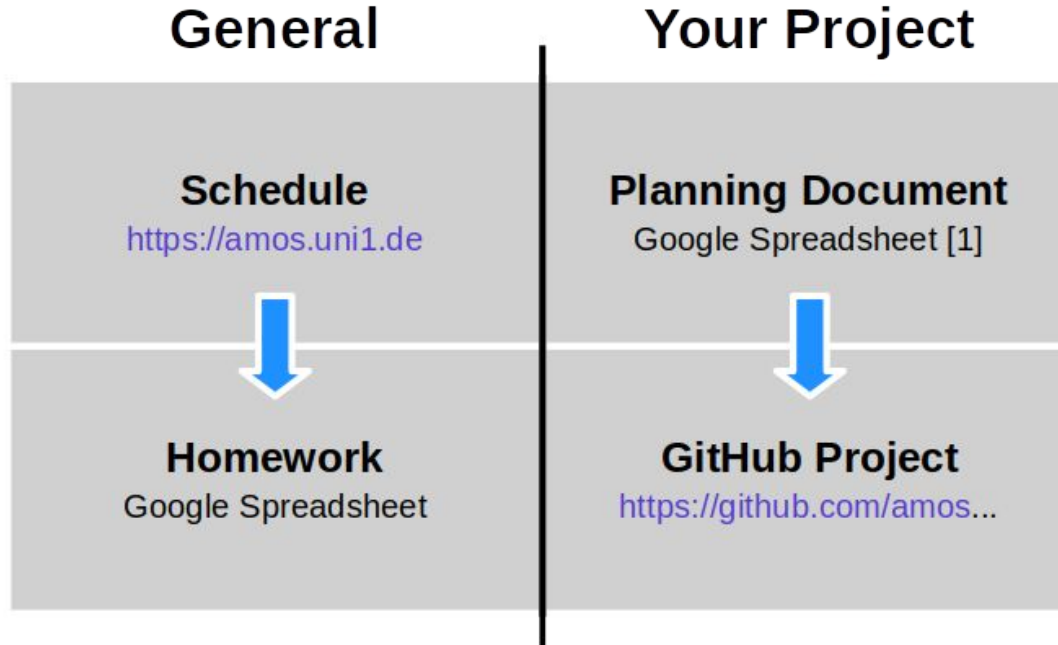 General
Your Project
Schedule
https://amos.uni1.de
Planning Document
Google Spreadsheet [1]
Homework
Google Spreadsheet
GitHub Project
https://github.com/amos...